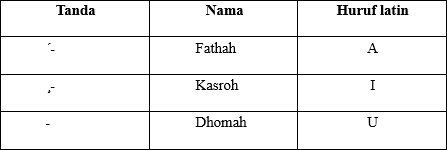 Tanda Nama Huruf latin
´- Fathah A
¸- Kasroh I
- Dhomah U